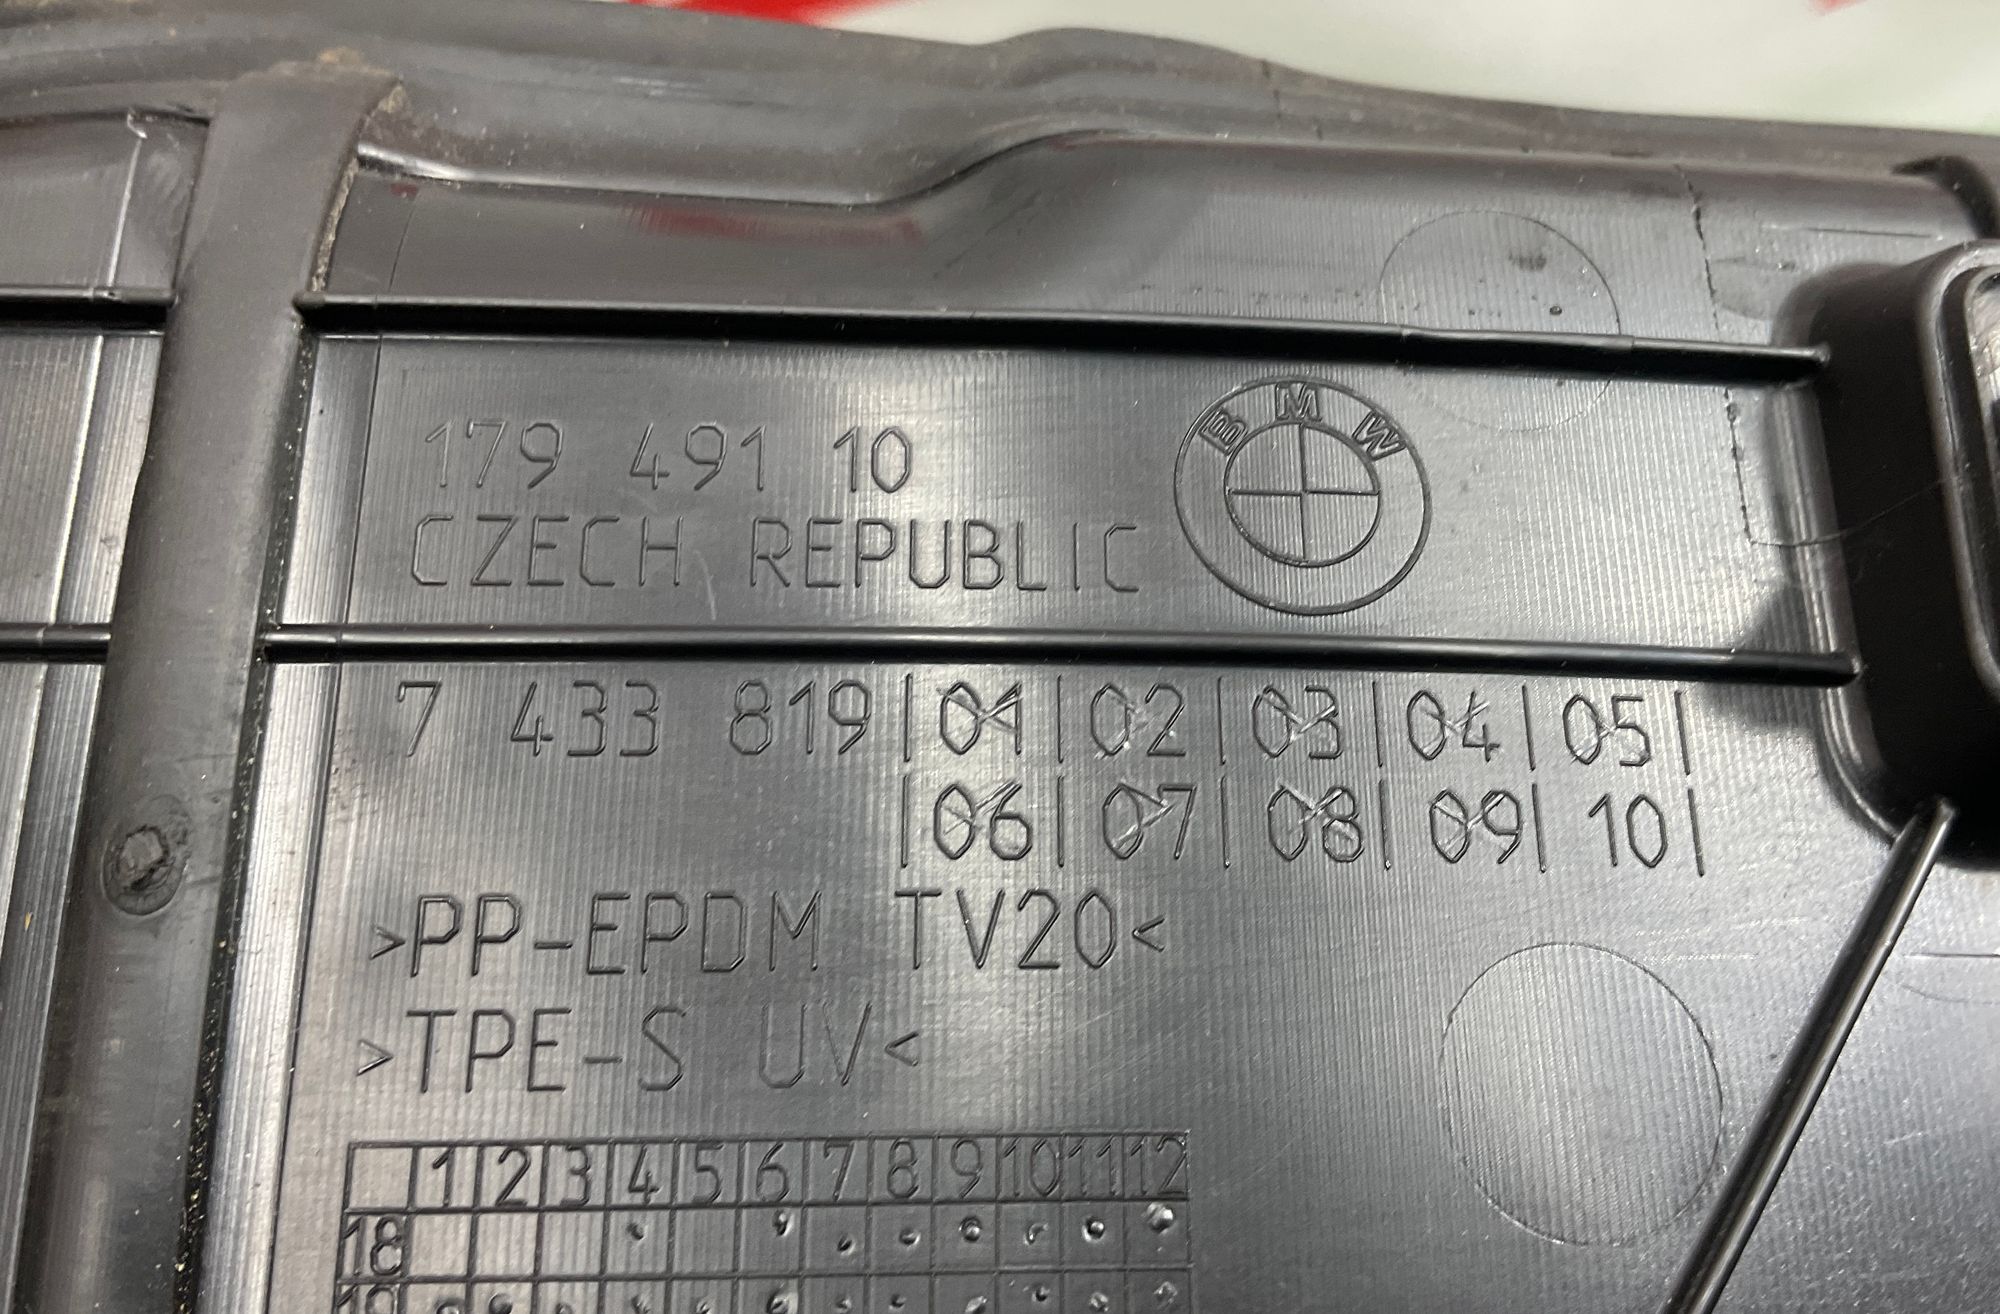 179 491 10
CZECH REPUBLIC
BMW
7 433 819|01|02|03|04|05|
|06|07|08|09|10|
>PP-EPDM TV20<
>TPE-S UV<
1 2 3 4 5 6 7 8 9 10 11 12
18